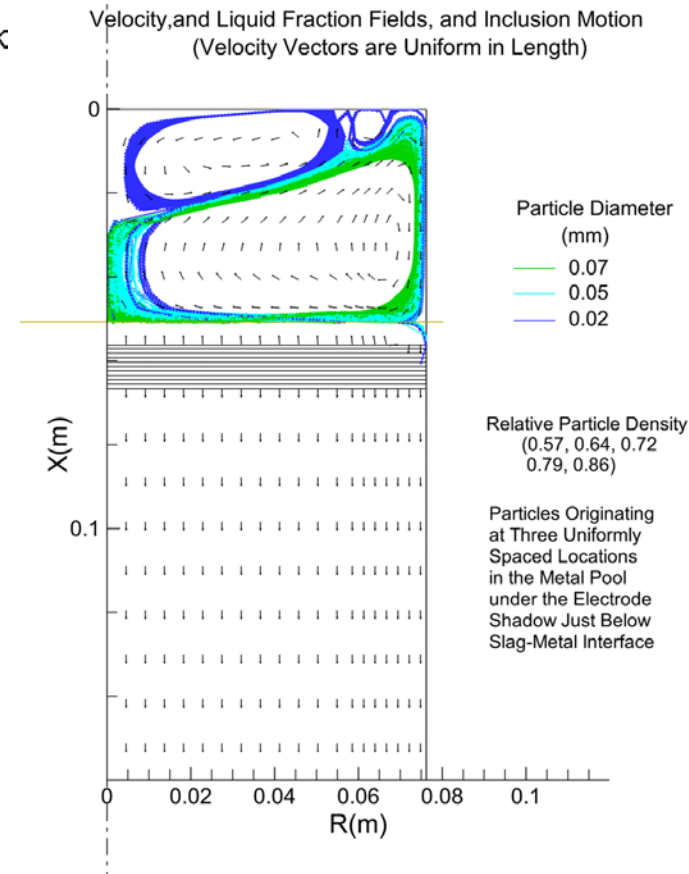 Velocity,and Liquid Fraction Fields, and Inclusion Motion
(Velocity Vectors are Uniform in Length)
0
Particle Diameter
(mm)
0.07
0.05
0.02
Relative Particle Density
(0.57, 0.64, 0.72
0.79, 0.86)
X(m)
Particles Originating
at Three Uniformly
Spaced Locations
in the Metal Pool
under the Electrode
Shadow Just Below
Slag-Metal Interface
0.1
0 0.02 0.04 0.06 0.08 0.1
R(m)